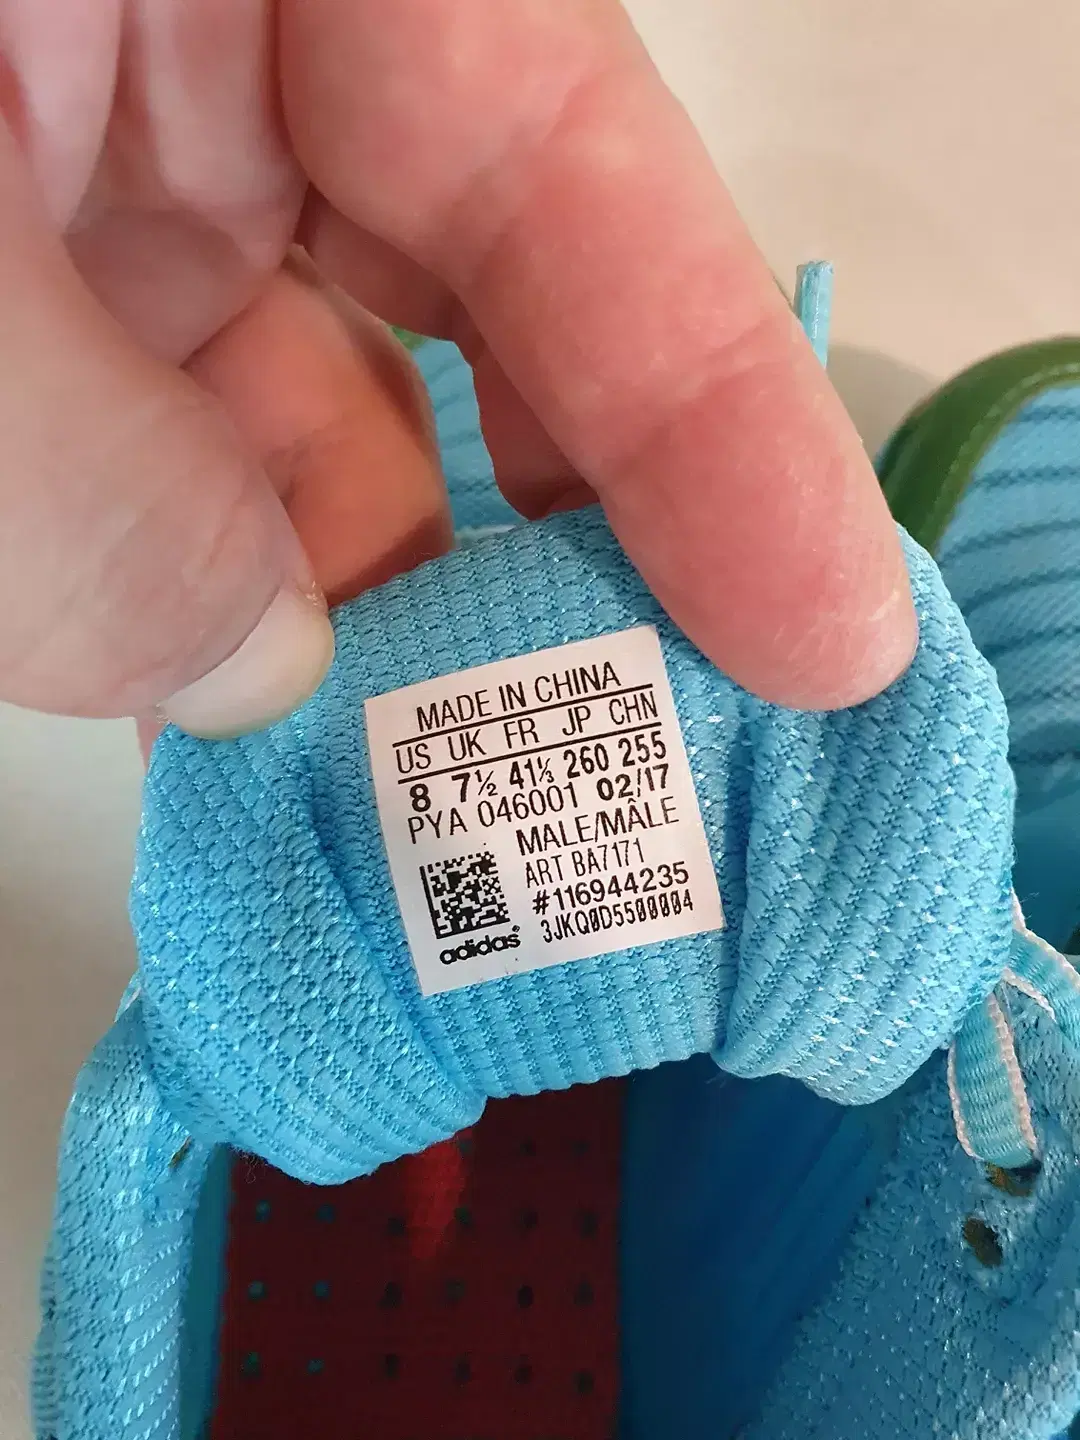 MADE IN CHINA
US UK FR JP CHN
8 7½ 41⅓ 260 255
PYA 046001 02/17
MALE/MÂLE
ART BA7171
#116944235
3JKQ0D5500004
adidas®